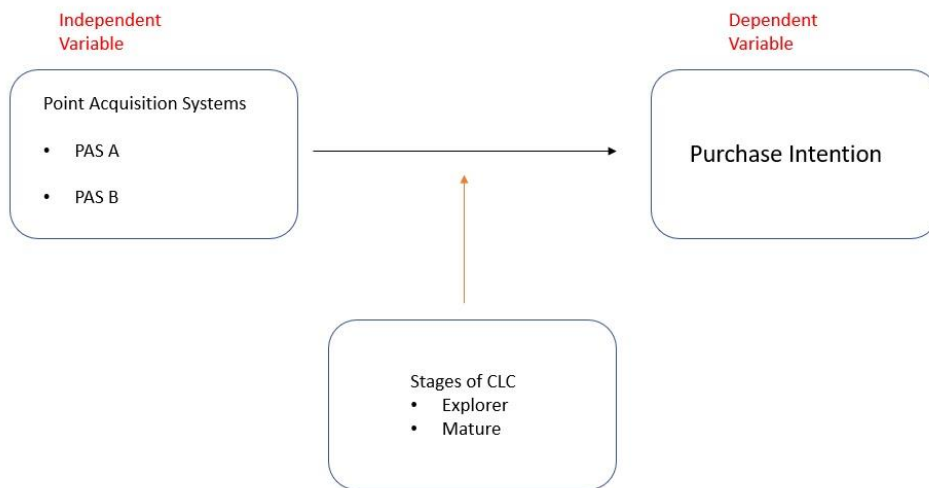 Independent
Variable
Dependent
Variable
Point Acquisition Systems
• PAS A
• PAS B
Purchase Intention
Stages of CLC
• Explorer
• Mature